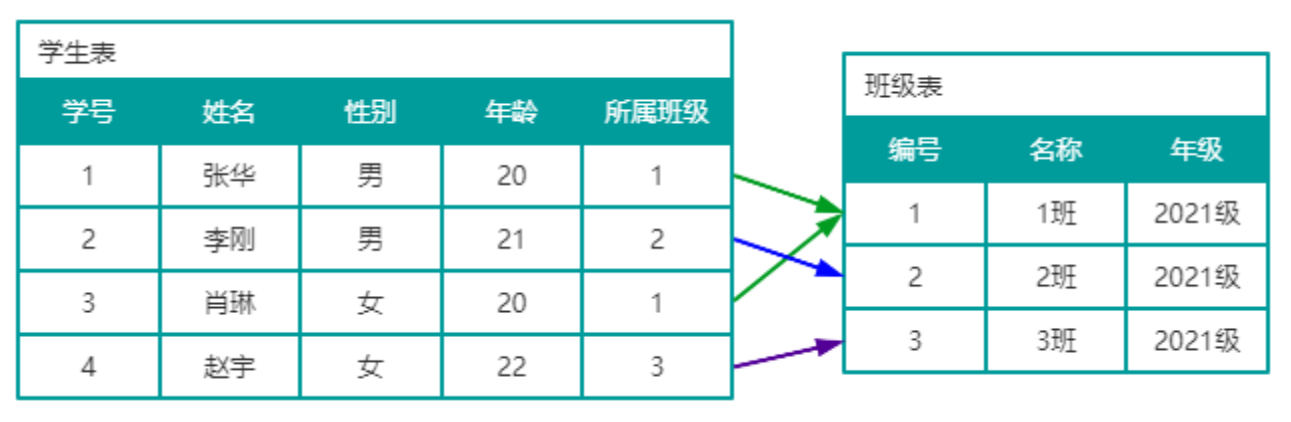 学生表
学号 姓名 性别 年龄 所属班级
1 张华 男 20 1
2 李刚 男 21 2
3 肖琳 女 20 1
4 赵宇 女 22 3
班级表
编号 名称 年级
1 1班 2021级
2 2班 2021级
3 3班 2021级